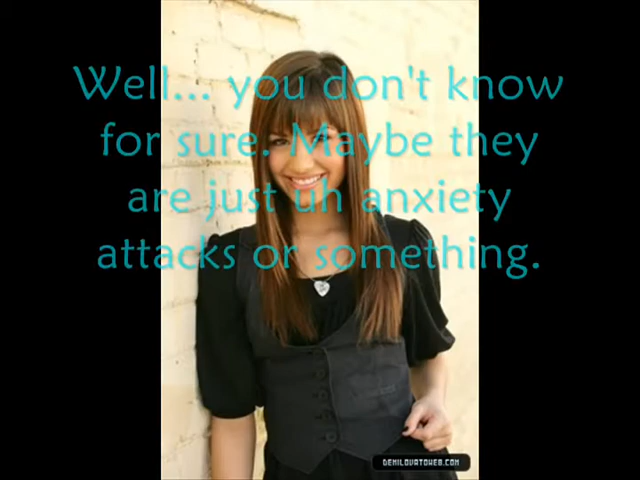 Well... you don't know
for sure. Maybe they
are just uh anxiety
attacks or something.
DEMILOVATOWEB.COM